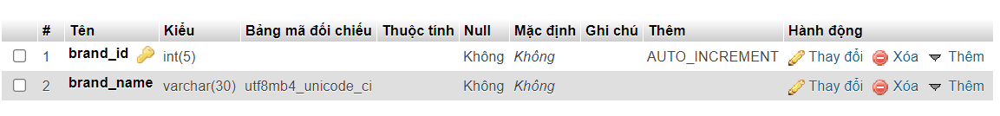 # Tên Kiểu Bảng mã đối chiếu Thuộc tính Null Mặc định Ghi chú Thêm Hành động
1 brand_id int(5) Không Không AUTO_INCREMENT Thay đổi Xóa Thêm
2 brand_name varchar(30) utf8mb4_unicode_ci Không Không Thay đổi Xóa Thêm